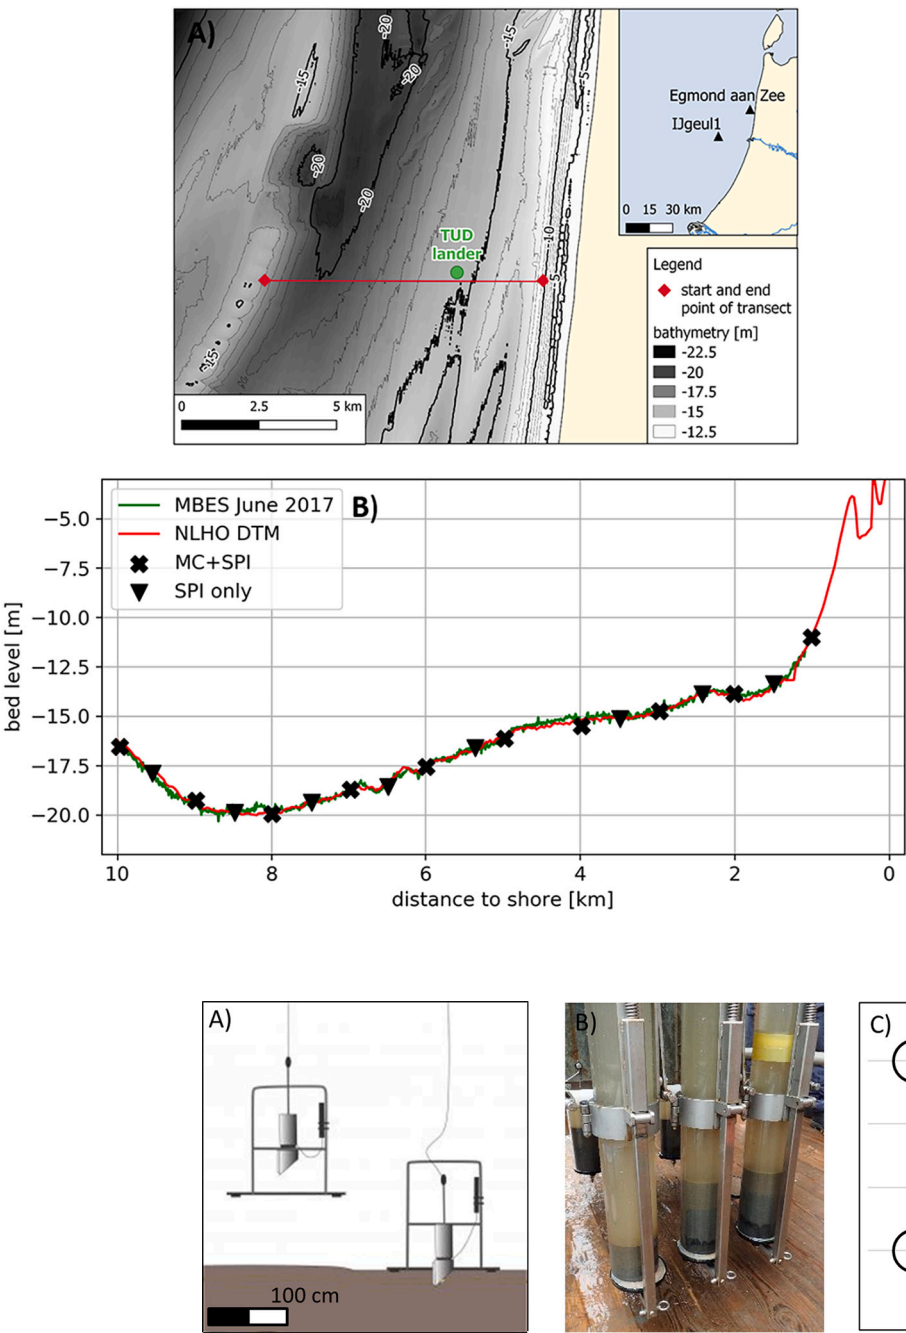 A)
-20
-15
-15
-20
-20
-20
TUD
lander
-10
-5
-5
-15
Egmond aan Zee
IJgeul1
0 15 30 km
Legend
start and end
point of transect
bathymetry [m]
-22.5
-20
-17.5
-15
-12.5
0 2.5 5 km
MBES June 2017
NLHO DTM
MC+SPI
SPI only
B)
−5.0
−7.5
−10.0
−12.5
−15.0
−17.5
−20.0
bed level [m]
10 8 6 4 2 0
distance to shore [km]
A)
100 cm
B)
C)